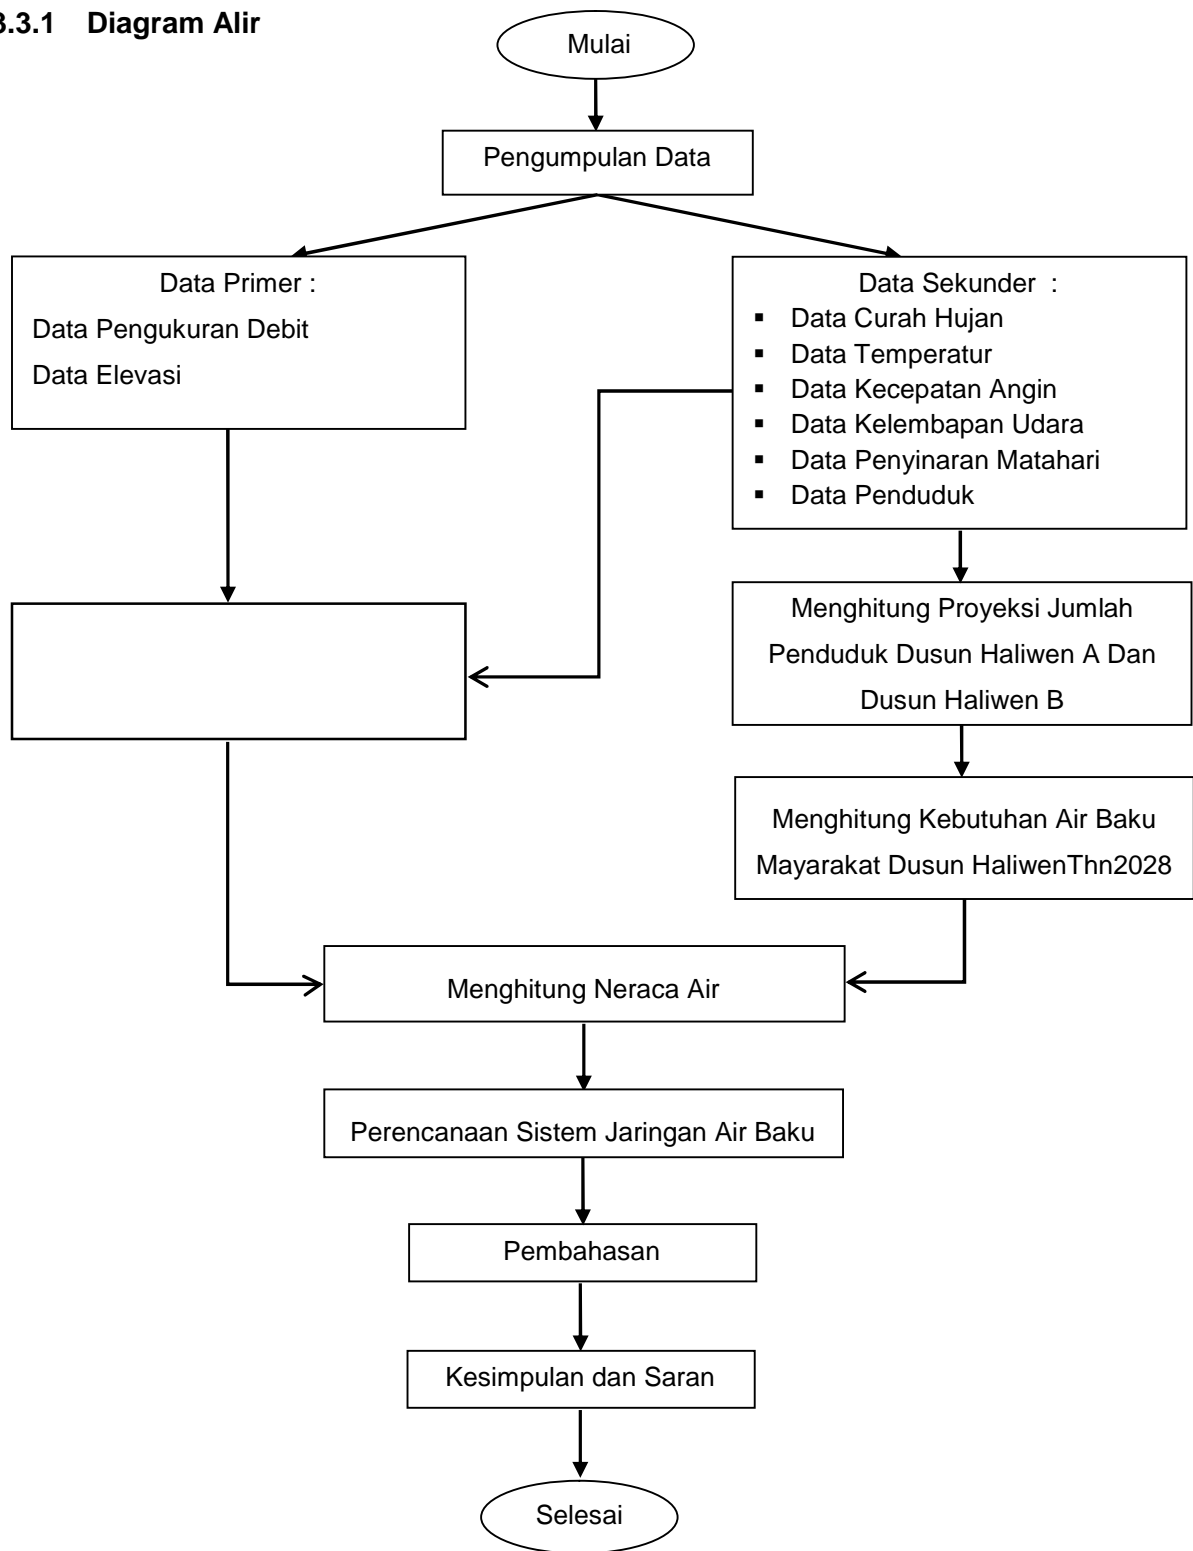 3.3.1 Diagram Alir
Mulai
Pengumpulan Data
Data Primer :
Data Pengukuran Debit
Data Elevasi
Data Sekunder :
▪ Data Curah Hujan
▪ Data Temperatur
▪ Data Kecepatan Angin
▪ Data Kelembapan Udara
▪ Data Penyinaran Matahari
▪ Data Penduduk
Menghitung Proyeksi Jumlah
Penduduk Dusun Haliwen A Dan
Dusun Haliwen B
Menghitung Kebutuhan Air Baku
Mayarakat Dusun HaliwenThn2028
Menghitung Neraca Air
Perencanaan Sistem Jaringan Air Baku
Pembahasan
Kesimpulan dan Saran
Selesai